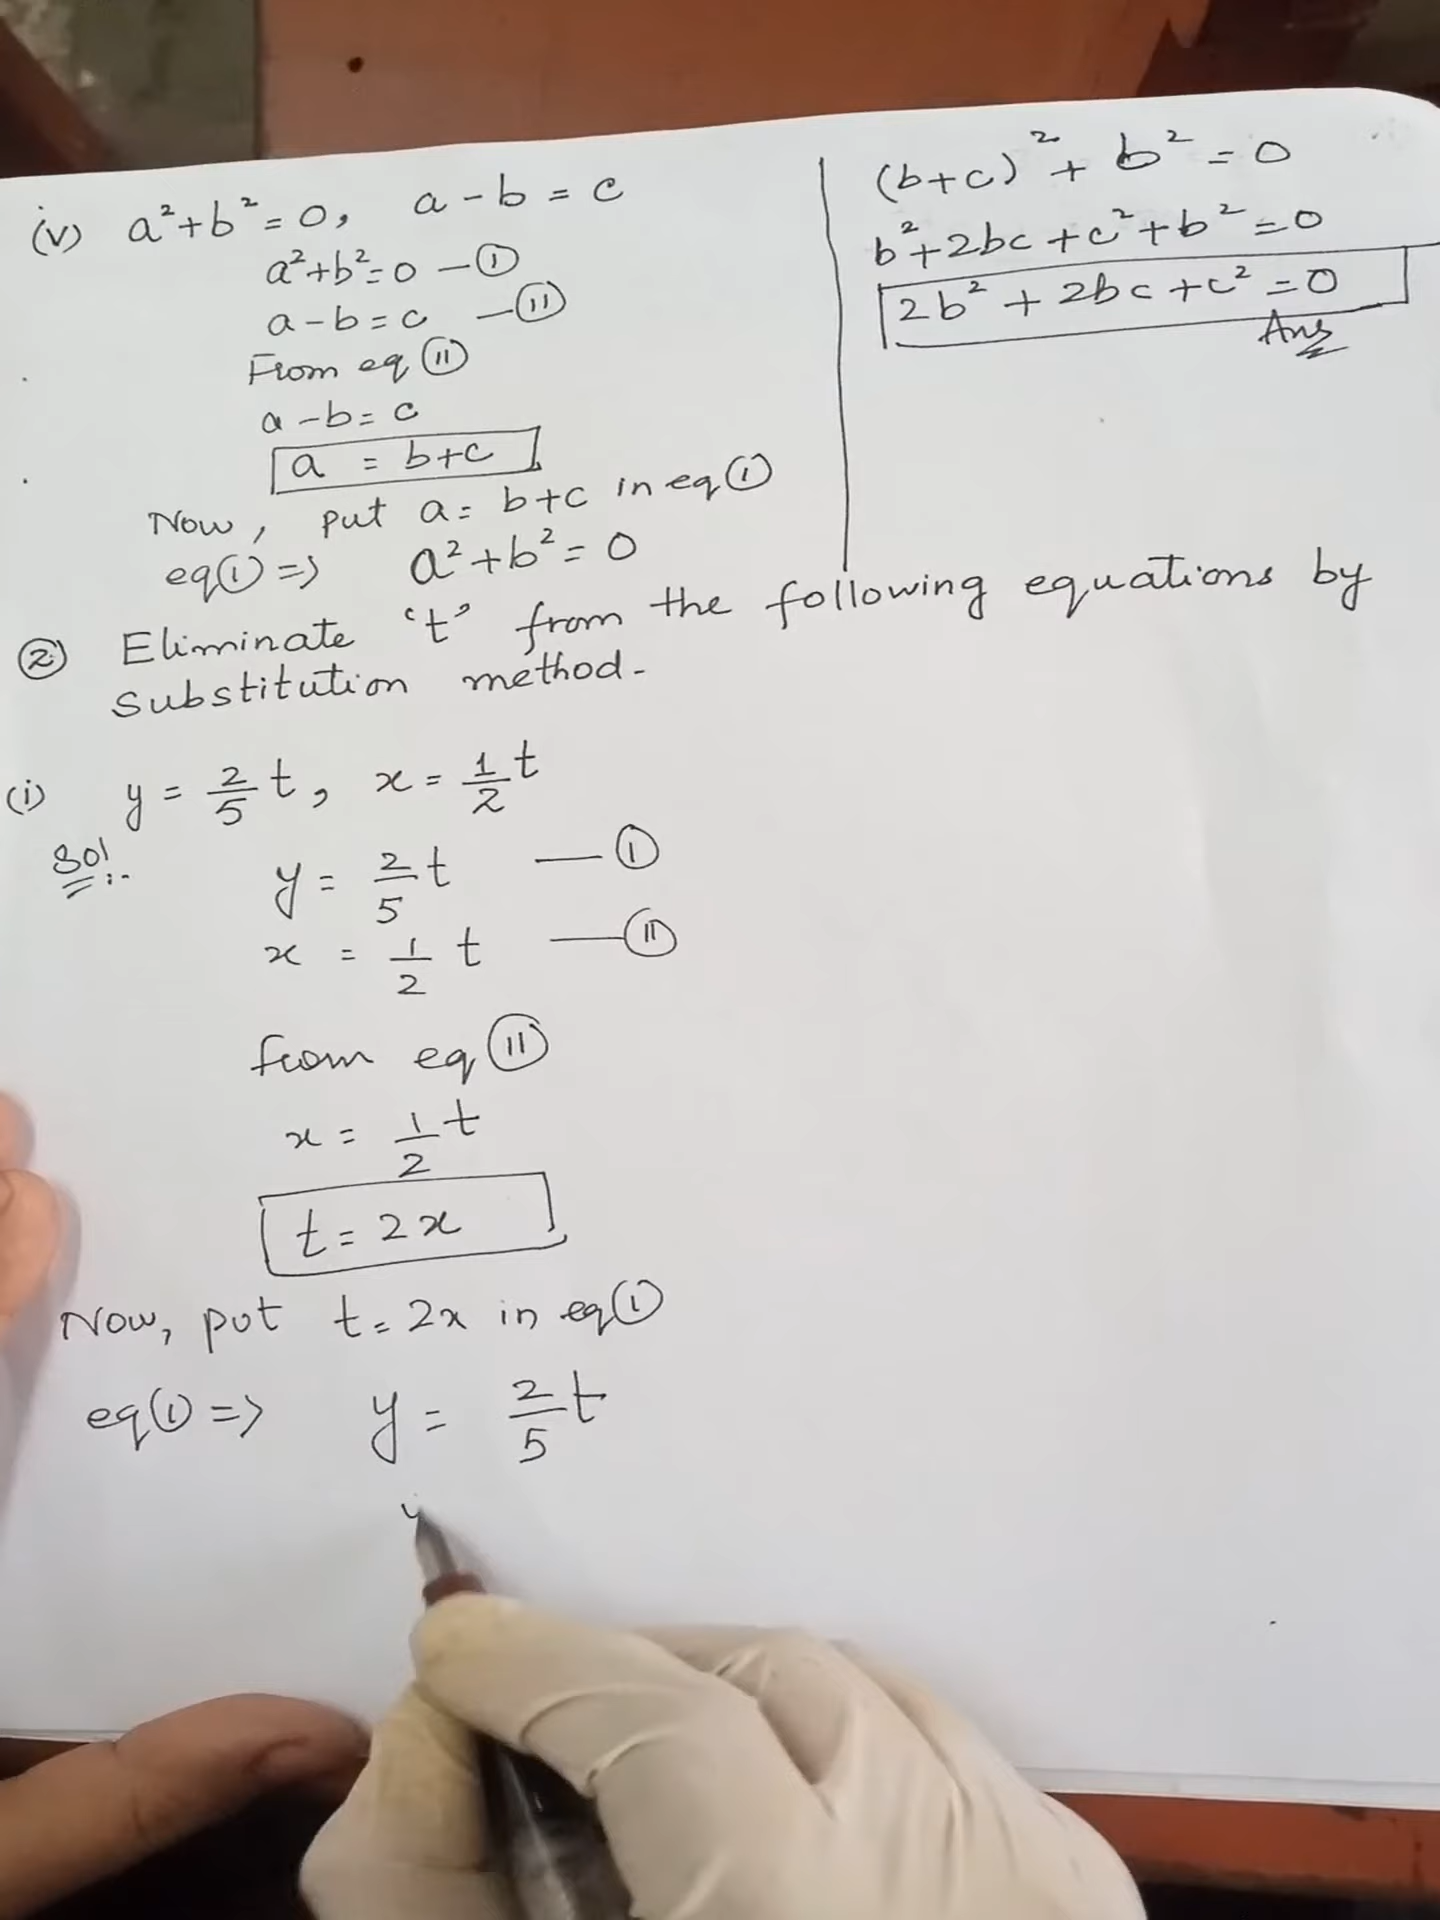 (v) a²+b²=0, a-b=c
a²+b²=0 —(I)
a-b=c —(II)
From eq (II)
a-b=c
a = b+c
Now, put a= b+c in eq(I)
eq(I)=> a²+b²=0
(b+c)²+b²=0
b²+2bc+c²+b²=0
2b²+2bc+c²=0
Ans
(2) Eliminate 't' from the following equations by
substitution method-
(i) y = 2/5 t, x = 1/2 t
Sol:-
y = 2/5 t —(I)
x = 1/2 t —(II)
from eq (II)
x = 1/2 t
t = 2x
Now, put t=2x in eq(I)
eq(I)=> y = 2/5 t